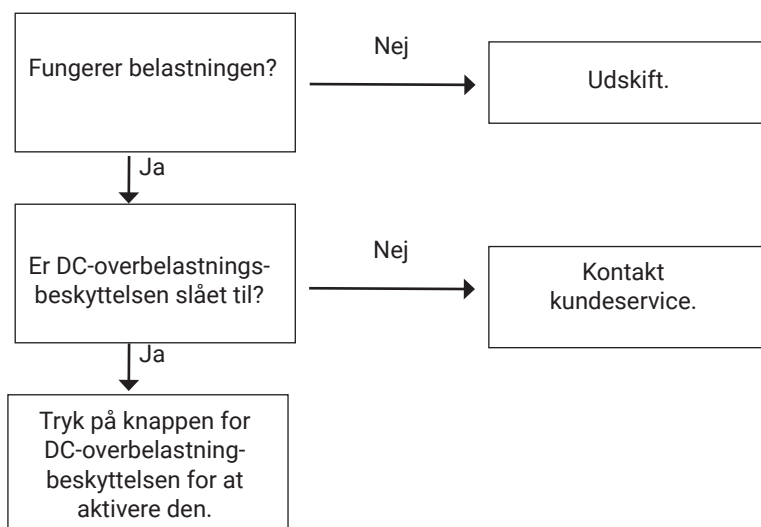 Fungerer belastningen?
Nej
Udskift.
Ja
Er DC-overbelastnings-
beskyttelsen slået til?
Nej
Kontakt
kundeservice.
Ja
Tryk på knappen for
DC-overbelastning-
beskyttelsen for at
aktivere den.